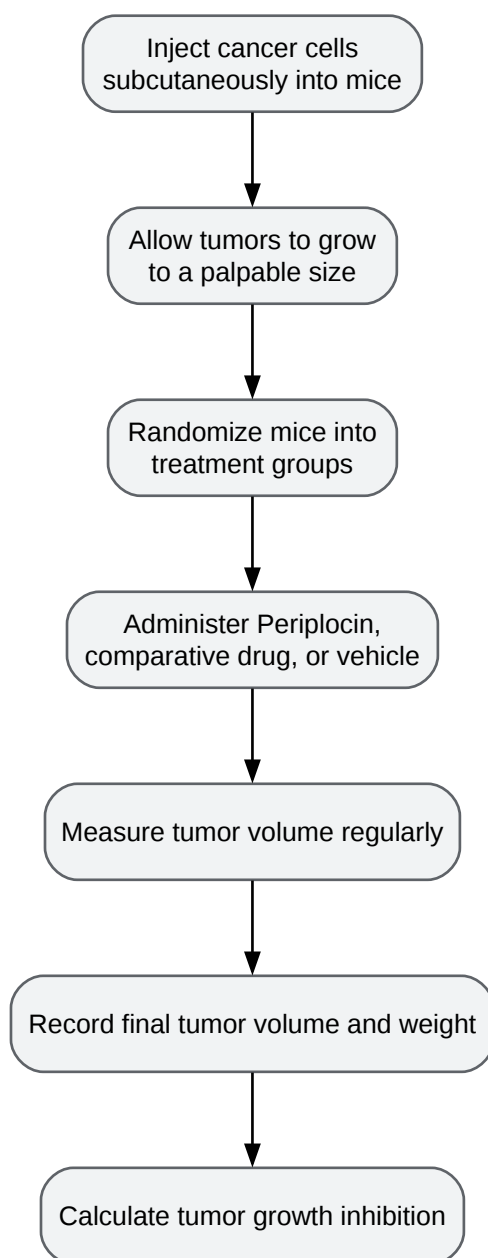 Inject cancer cells
subcutaneously into mice
Allow tumors to grow
to a palpable size
Randomize mice into
treatment groups
Administer Periplocin,
comparative drug, or vehicle
Measure tumor volume regularly
Record final tumor volume and weight
Calculate tumor growth inhibition